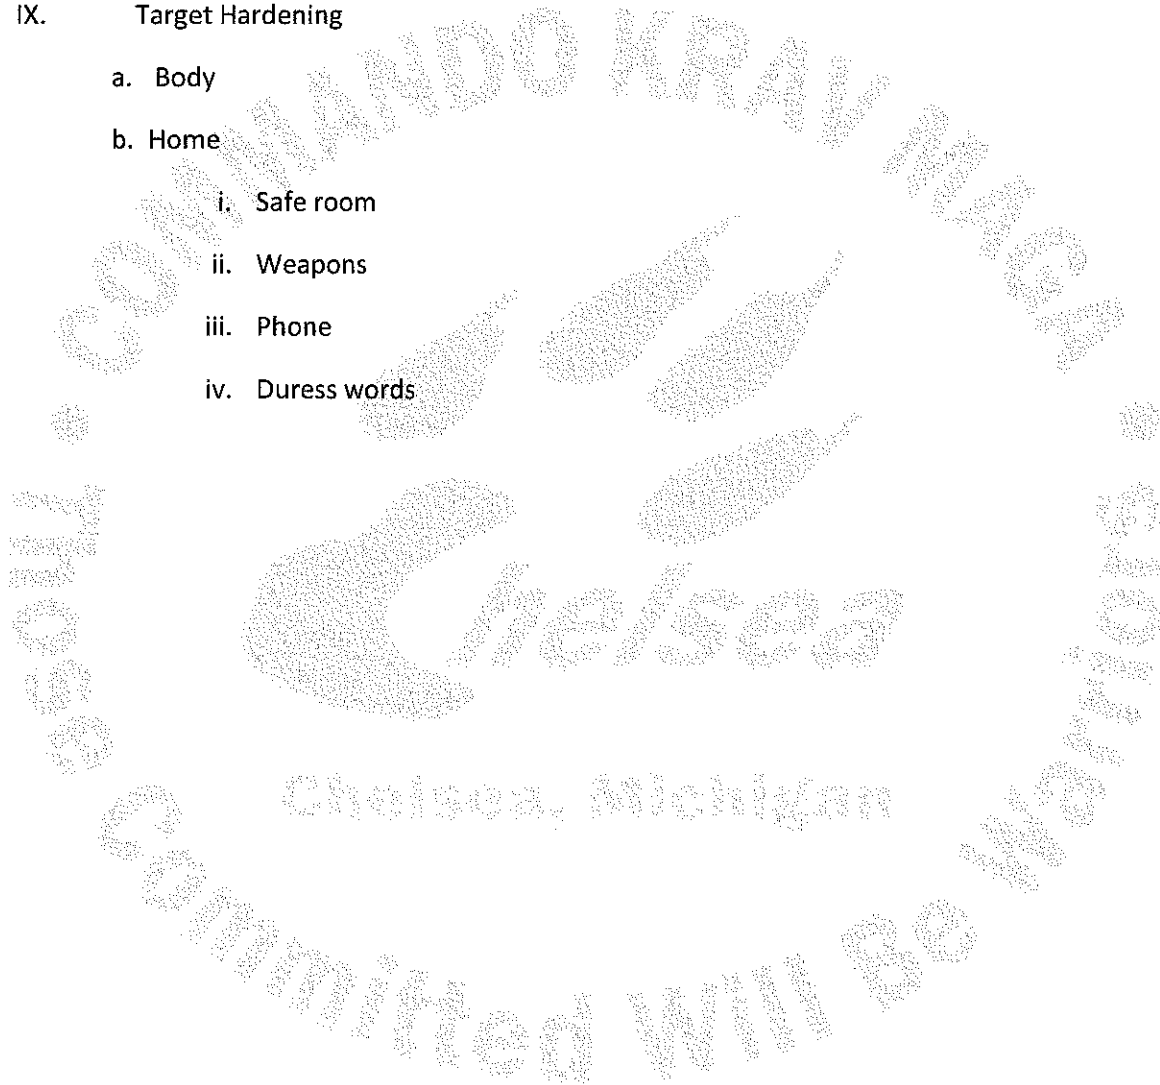 IX. Target Hardening
a. Body
b. Home
i. Safe room
ii. Weapons
iii. Phone
iv. Duress words
COMMANDO KRAV MAGA
Chelsea
Chelsea, Michigan
Those Committed Will Be Warriors